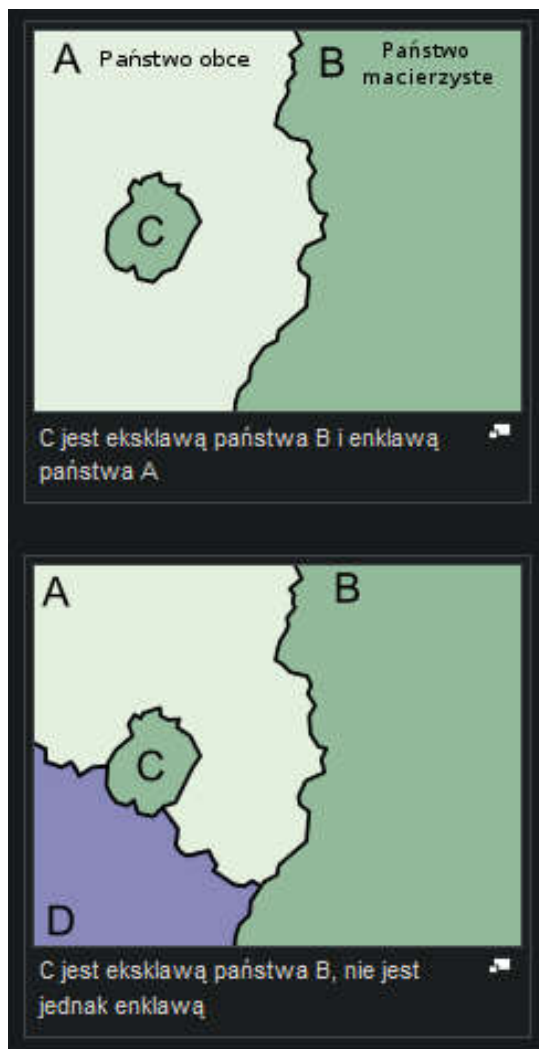 A Państwo obce B Państwo
macierzyste
C
C jest eksklawą państwa B i enklawą
państwa A
A B
C
D
C jest eksklawą państwa B, nie jest
jednak enklawą